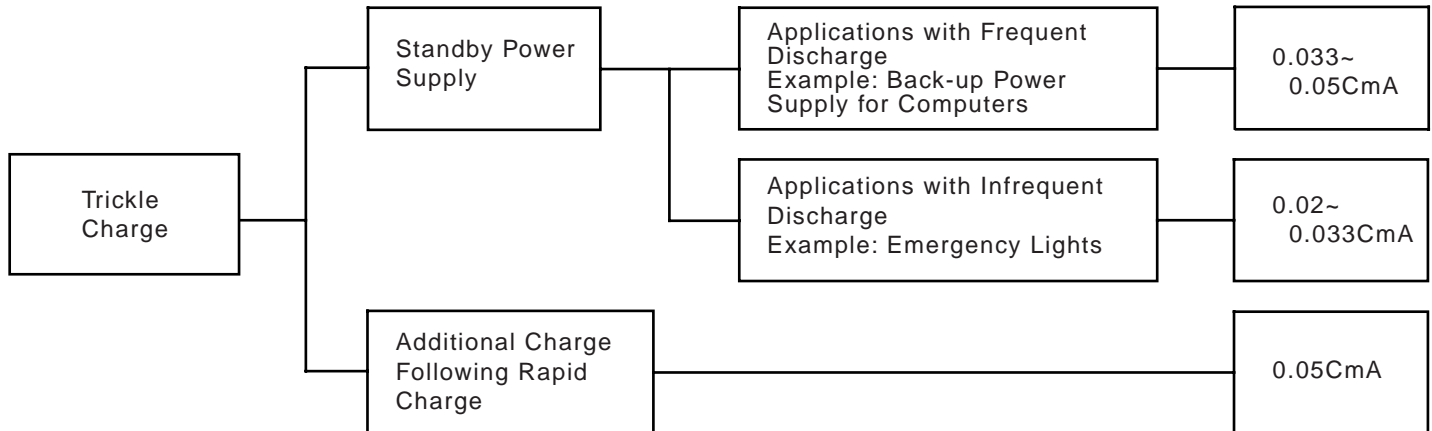 Trickle
Charge
Standby Power
Supply
Applications with Frequent
Discharge
Example: Back-up Power
Supply for Computers
0.033~
0.05CmA
Applications with Infrequent
Discharge
Example: Emergency Lights
0.02~
0.033CmA
Additional Charge
Following Rapid
Charge
0.05CmA